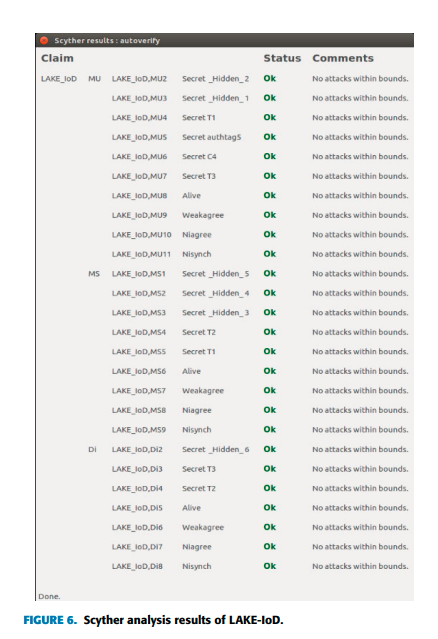 Scyther results : autoverify
Claim Status Comments
LAKE_IoD MU LAKE_IoD,MU2 Secret _Hidden_2 Ok No attacks within bounds.
LAKE_IoD,MU3 Secret _Hidden_1 Ok No attacks within bounds.
LAKE_IoD,MU4 Secret T1 Ok No attacks within bounds.
LAKE_IoD,MU5 Secret authtag5 Ok No attacks within bounds.
LAKE_IoD,MU6 Secret C4 Ok No attacks within bounds.
LAKE_IoD,MU7 Secret T3 Ok No attacks within bounds.
LAKE_IoD,MU8 Alive Ok No attacks within bounds.
LAKE_IoD,MU9 Weakagree Ok No attacks within bounds.
LAKE_IoD,MU10 Niagree Ok No attacks within bounds.
LAKE_IoD,MU11 Nisynch Ok No attacks within bounds.
MS LAKE_IoD,MS1 Secret _Hidden_5 Ok No attacks within bounds.
LAKE_IoD,MS2 Secret _Hidden_4 Ok No attacks within bounds.
LAKE_IoD,MS3 Secret _Hidden_3 Ok No attacks within bounds.
LAKE_IoD,MS4 Secret T2 Ok No attacks within bounds.
LAKE_IoD,MS5 Secret T1 Ok No attacks within bounds.
LAKE_IoD,MS6 Alive Ok No attacks within bounds.
LAKE_IoD,MS7 Weakagree Ok No attacks within bounds.
LAKE_IoD,MS8 Niagree Ok No attacks within bounds.
LAKE_IoD,MS9 Nisynch Ok No attacks within bounds.
Di LAKE_IoD,Di2 Secret _Hidden_6 Ok No attacks within bounds.
LAKE_IoD,Di3 Secret T3 Ok No attacks within bounds.
LAKE_IoD,Di4 Secret T2 Ok No attacks within bounds.
LAKE_IoD,Di5 Alive Ok No attacks within bounds.
LAKE_IoD,Di6 Weakagree Ok No attacks within bounds.
LAKE_IoD,Di7 Niagree Ok No attacks within bounds.
LAKE_IoD,Di8 Nisynch Ok No attacks within bounds.
Done.
FIGURE 6. Scyther analysis results of LAKE-IoD.